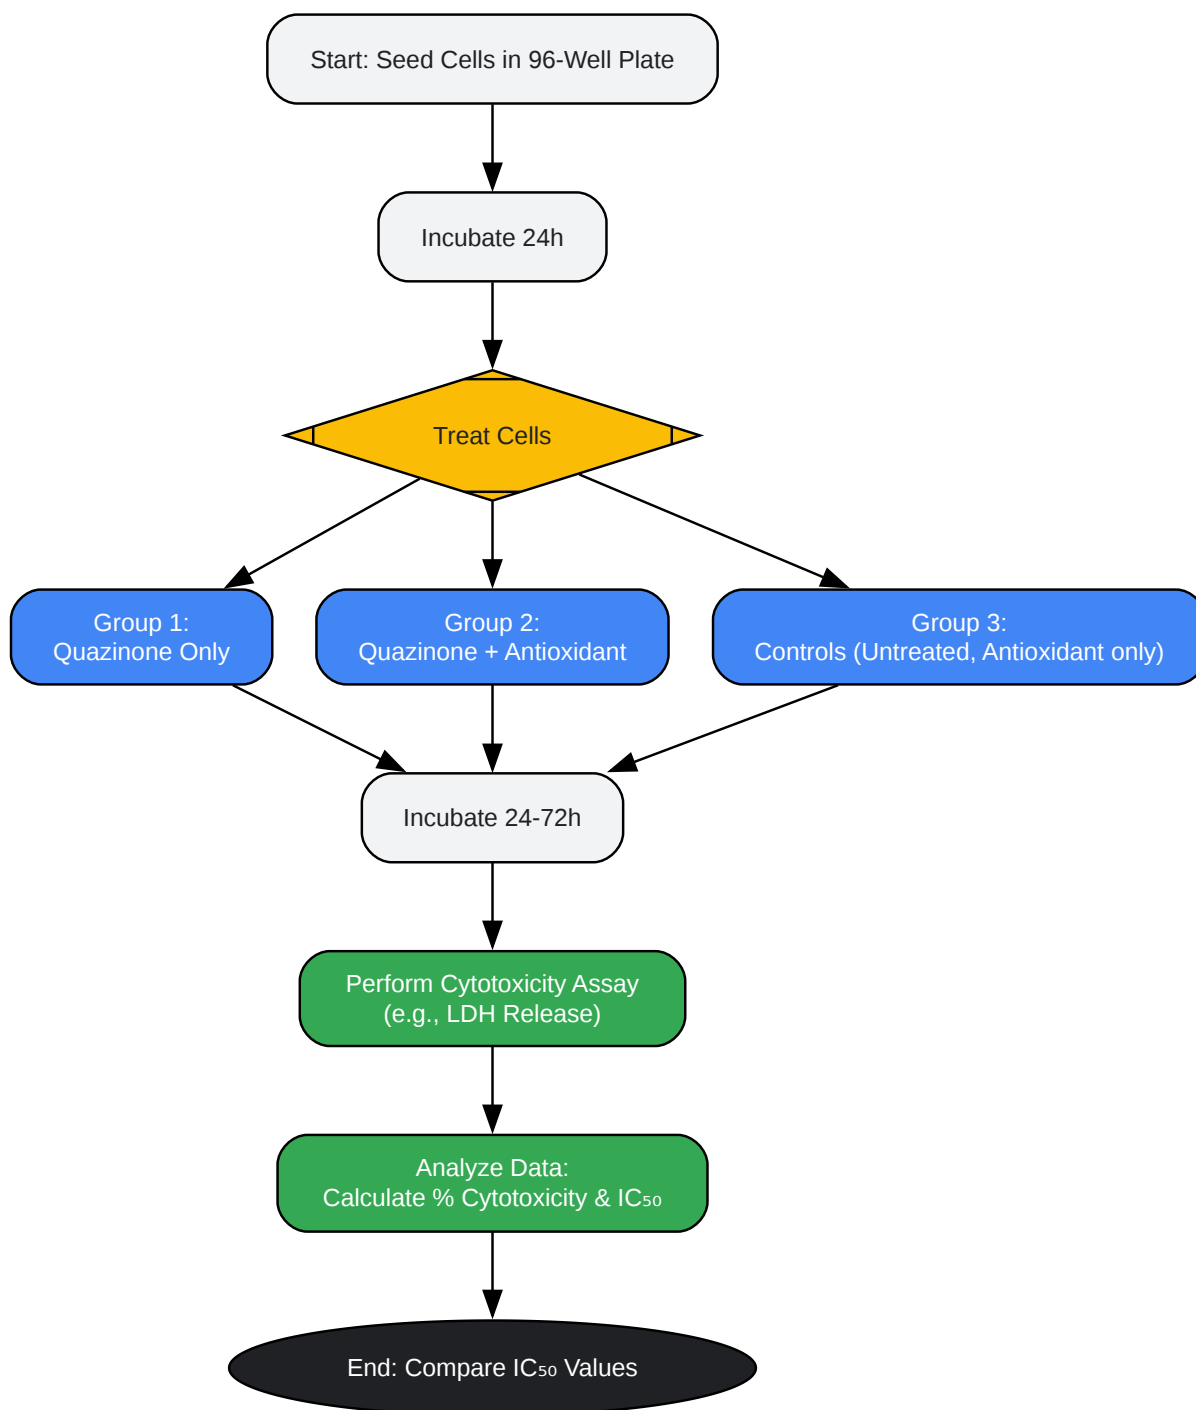 Start: Seed Cells in 96-Well Plate
Incubate 24h
Treat Cells
Group 1:
Quazinone Only
Group 2:
Quazinone + Antioxidant
Group 3:
Controls (Untreated, Antioxidant only)
Incubate 24-72h
Perform Cytotoxicity Assay
(e.g., LDH Release)
Analyze Data:
Calculate % Cytotoxicity & IC₅₀
End: Compare IC₅₀ Values